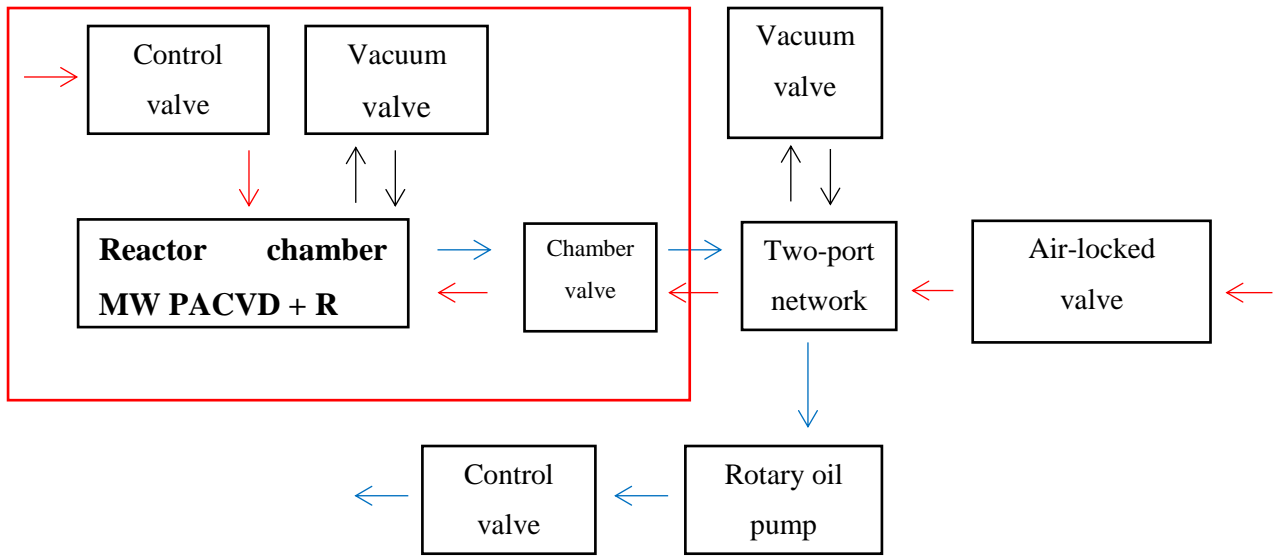 Control
valve
Vacuum
valve
Vacuum
valve
Reactor chamber
MW PACVD + R
Chamber
valve
Two-port
network
Air-locked
valve
Control
valve
Rotary oil
pump